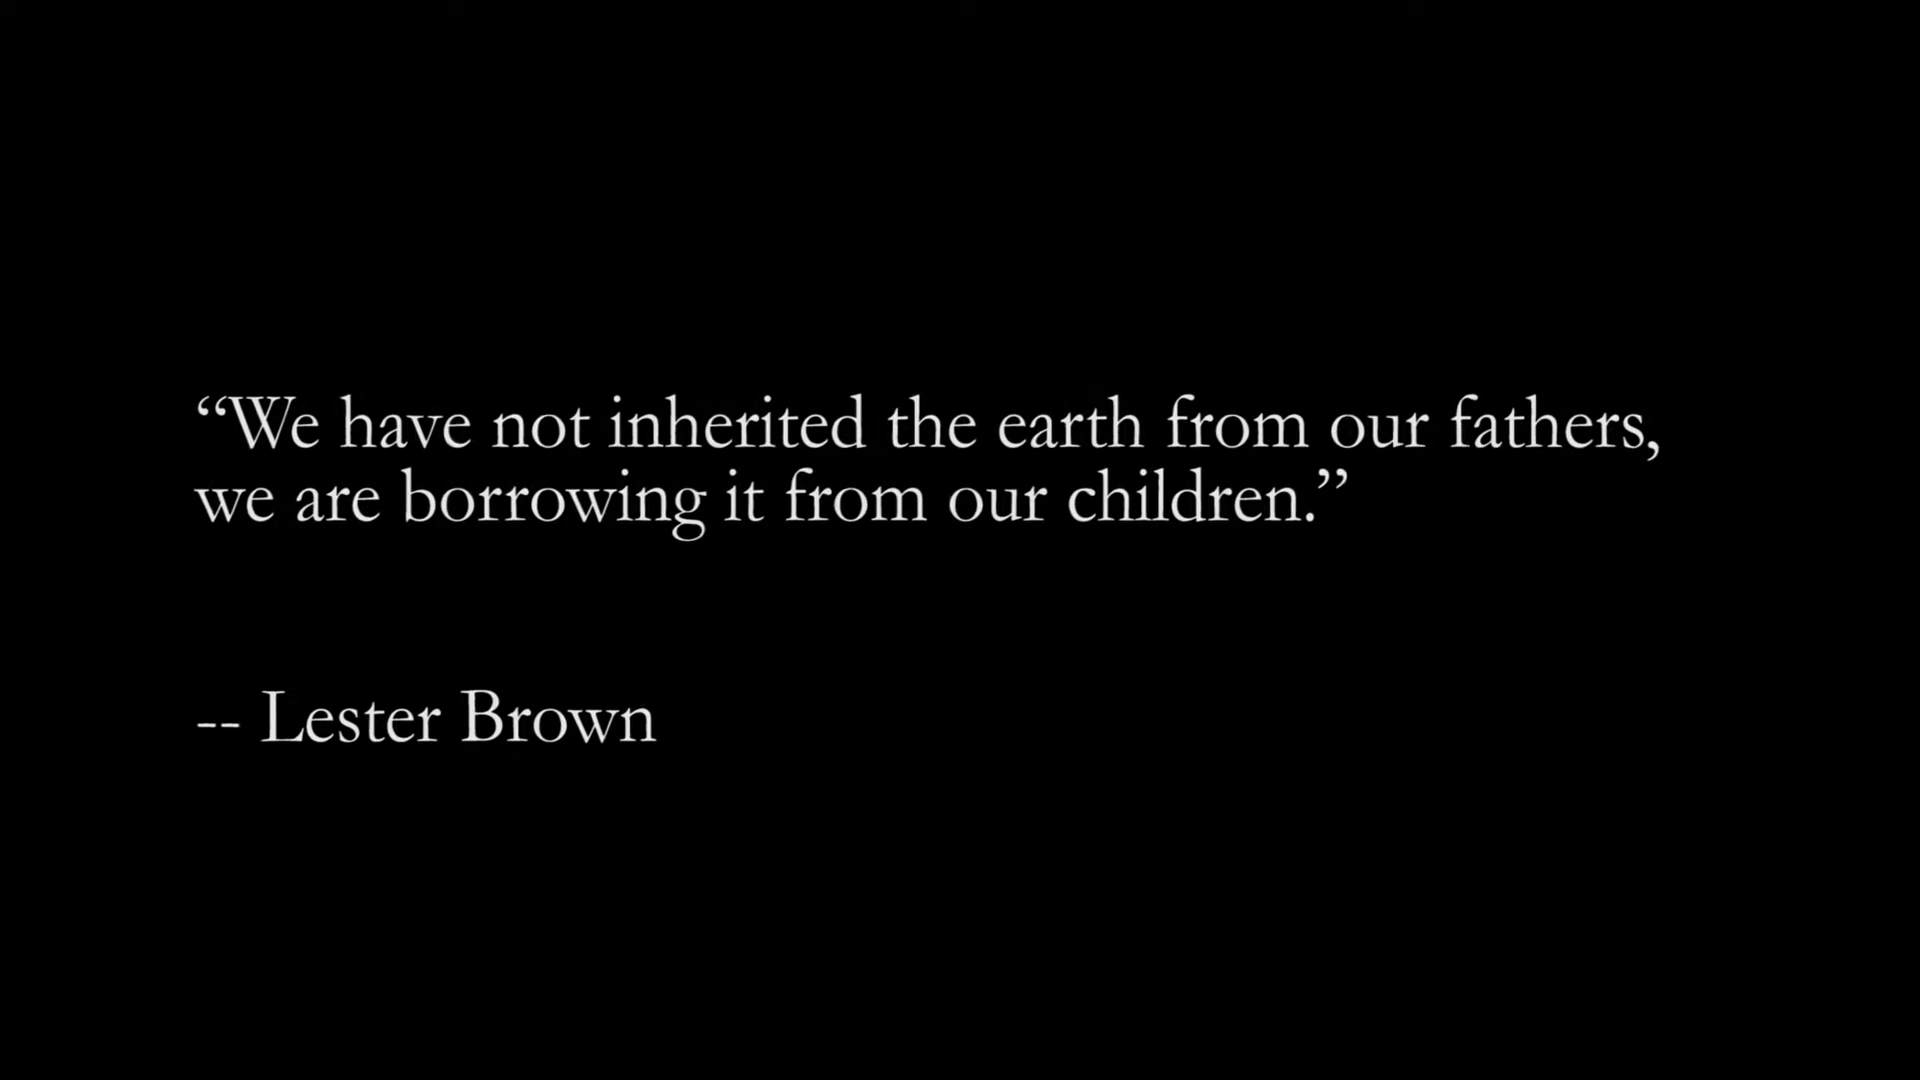 “We have not inherited the earth from our fathers,
we are borrowing it from our children.”
-- Lester Brown